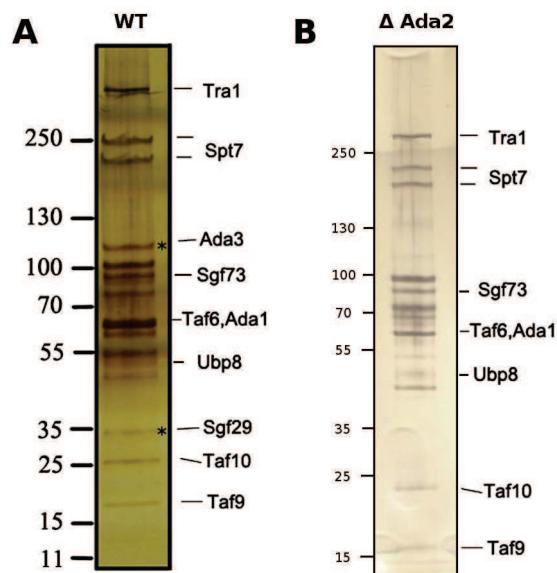 A
WT
B
Δ Ada2
250
130
100
70
55
35
25
15
11
Tra1
Spt7
Ada3
*
Sgf73
Taf6,Ada1
Ubp8
Sgf29
*
Taf10
Taf9
250
130
100
70
55
35
25
15
Tra1
Spt7
Sgf73
Taf6,Ada1
Ubp8
Taf10
Taf9